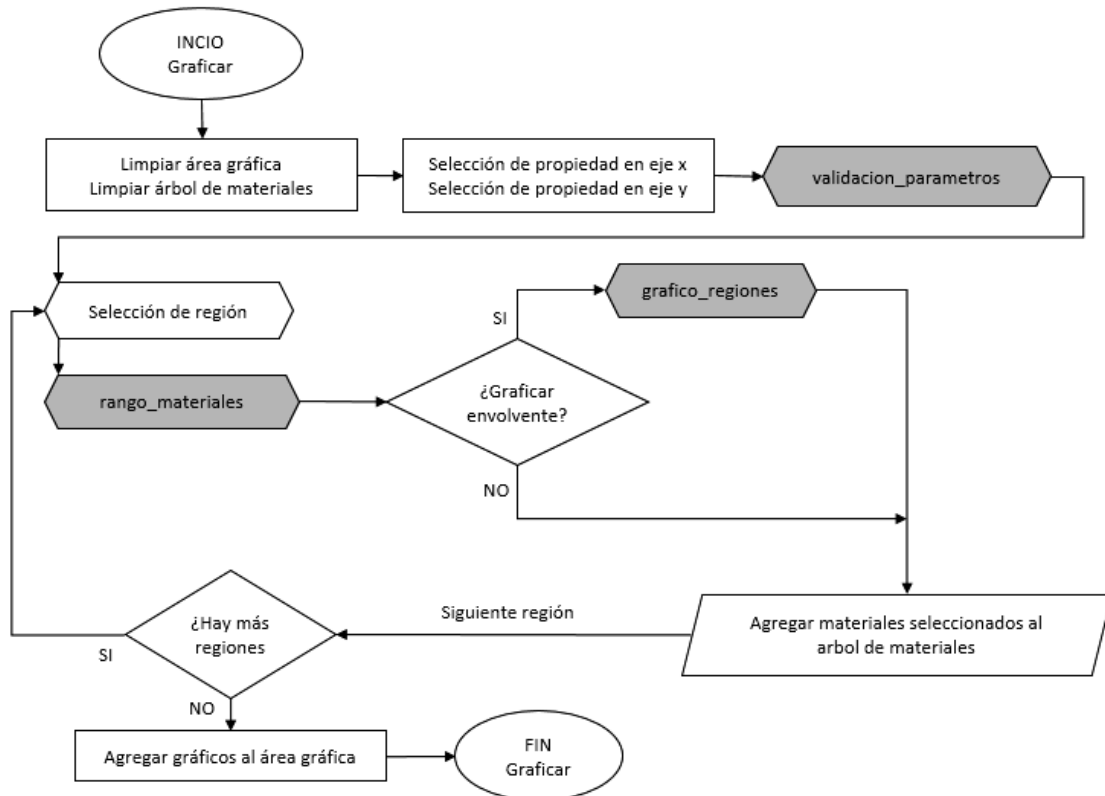 INCIO
Graficar
Limpiar área gráfica
Limpiar árbol de materiales
Selección de propiedad en eje x
Selección de propiedad en eje y
validacion_parametros
Selección de región
grafico_regiones
SI
rango_materiales
¿Graficar
envolvente?
NO
Siguiente región
Agregar materiales seleccionados al
arbol de materiales
¿Hay más
regiones
SI
NO
Agregar gráficos al área gráfica
FIN
Graficar